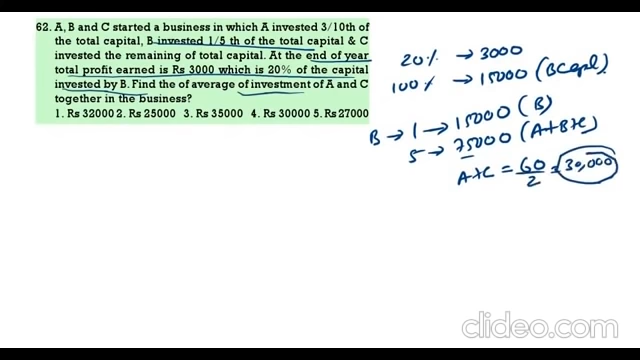 62. A, B and C started a business in which A invested 3/10th of
the total capital, B invested 1/5 th of the total capital & C
invested the remaining of total capital. At the end of year
total profit earned is Rs 3000 which is 20% of the capital
invested by B. Find the of average of investment of A and C
together in the business?
1. Rs 32000 2. Rs 25000 3. Rs 35000 4. Rs 30000 5. Rs 27000
20% → 3000
100% → 15000 (B Capital)
B → 1 → 15000 (B)
5 → 75000 (A+B+C)
A+C = 60/2 = 30,000
clideo.com